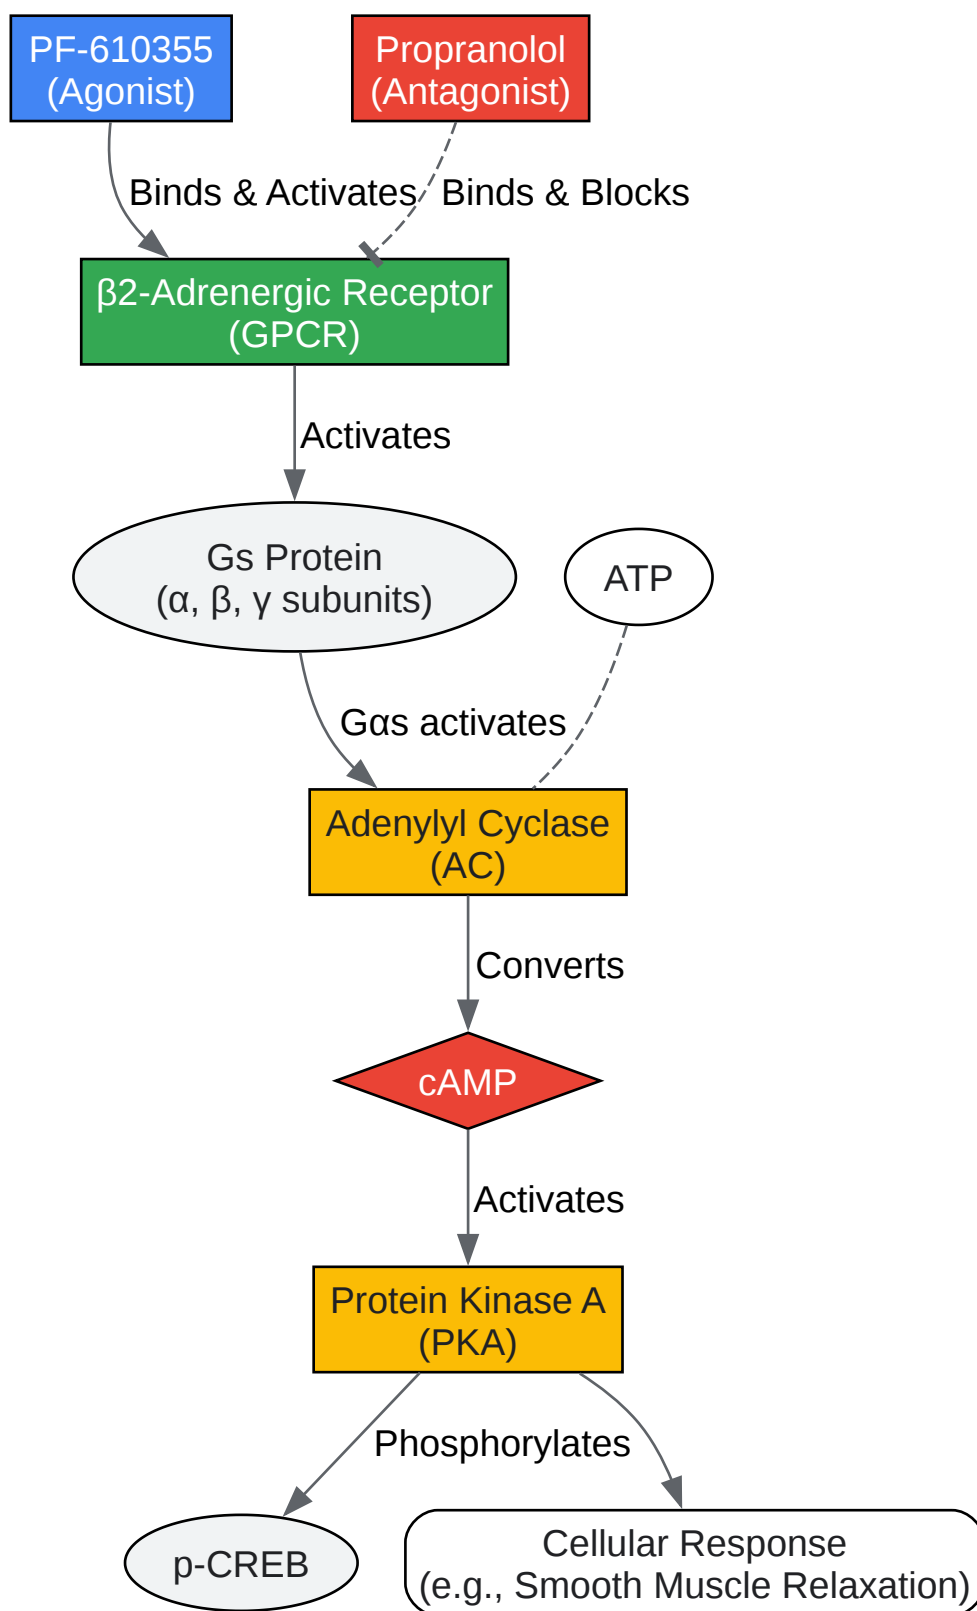 PF-610355
(Agonist)
Propranolol
(Antagonist)
Binds & Activates
Binds & Blocks
β2-Adrenergic Receptor
(GPCR)
Activates
Gs Protein
(α, β, γ subunits)
ATP
Gαs activates
Adenylyl Cyclase
(AC)
Converts
cAMP
Activates
Protein Kinase A
(PKA)
Phosphorylates
p-CREB
Cellular Response
(e.g., Smooth Muscle Relaxation)